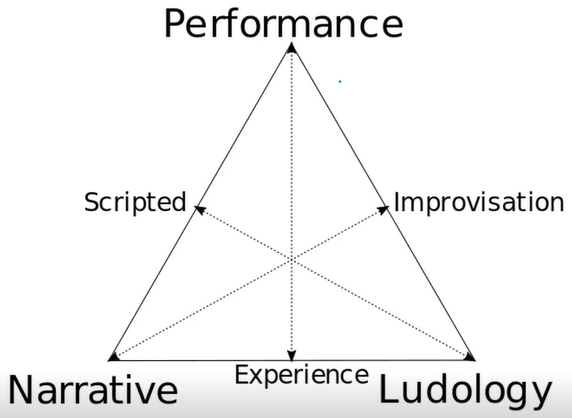 Performance
Scripted
Improvisation
Experience
Narrative
Ludology